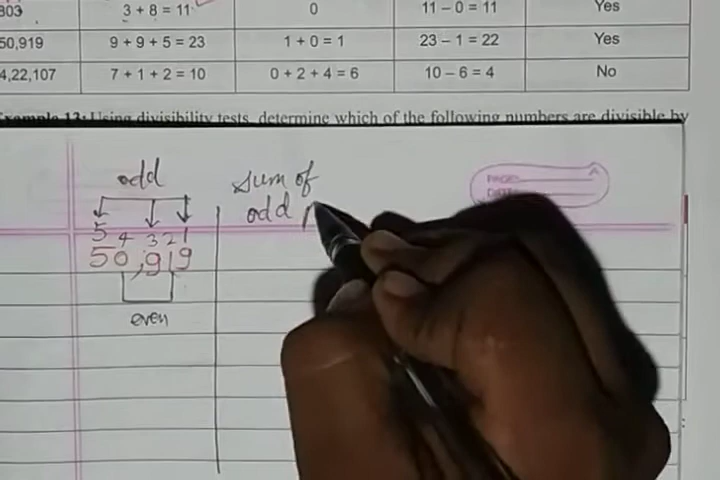 803 3 + 8 = 11 0 11 – 0 = 11 Yes
50,919 9 + 9 + 5 = 23 1 + 0 = 1 23 – 1 = 22 Yes
4,22,107 7 + 1 + 2 = 10 0 + 2 + 4 = 6 10 – 6 = 4 No
Example 13: Using divisibility tests, determine which of the following numbers are divisible by
odd
sum of
odd
PAGE:
5 4 3 2 1
50,919
even